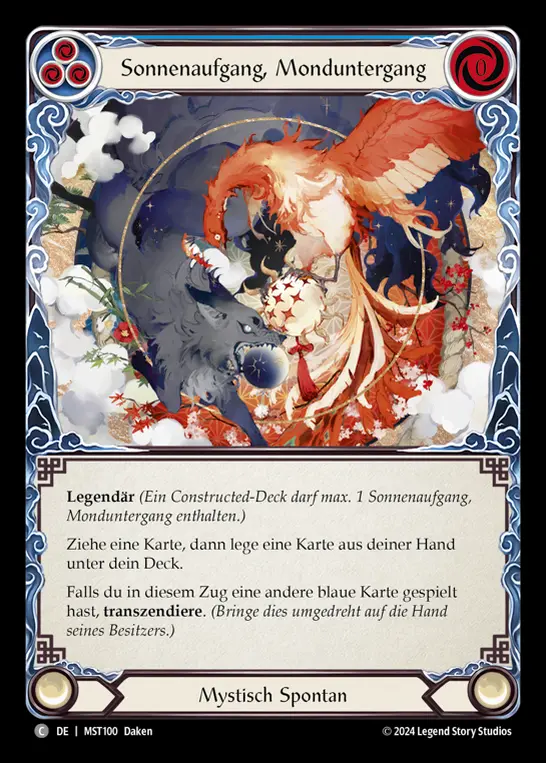 Sonnenaufgang, Monduntergang
0
Legendär (Ein Constructed-Deck darf max. 1 Sonnenaufgang,
Monduntergang enthalten.)
Ziehe eine Karte, dann lege eine Karte aus deiner Hand
unter dein Deck.
Falls du in diesem Zug eine andere blaue Karte gespielt
hast, transzendiere. (Bringe dies umgedreht auf die Hand
seines Besitzers.)
Mystisch Spontan
C DE | MST100 Daken
© 2024 Legend Story Studios